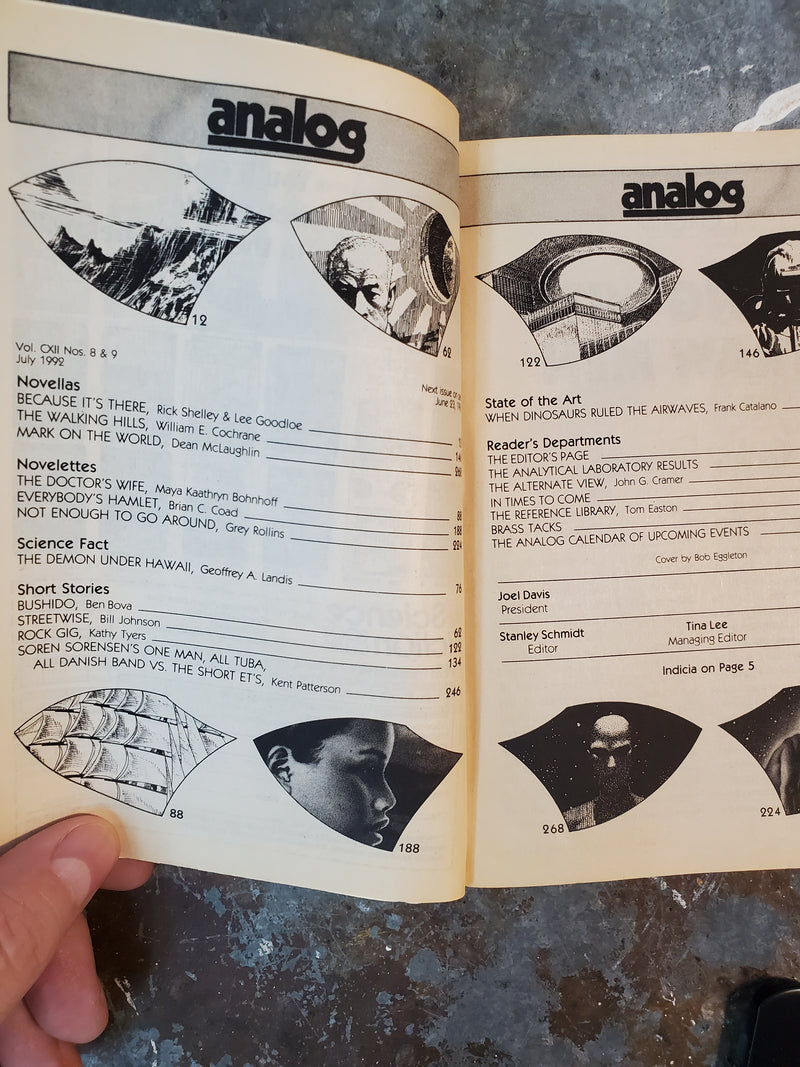 analog
12
62
Vol. CXII Nos. 8 & 9
July 1992
Next issue on
June 23,
Novellas
BECAUSE IT'S THERE, Rick Shelley & Lee Goodloe
THE WALKING HILLS, William E. Cochrane
MARK ON THE WORLD, Dean McLaughlin
Novelettes
THE DOCTOR'S WIFE, Maya Kaathryn Bohnhoff 88
EVERYBODY'S HAMLET, Brian C. Coad 188
NOT ENOUGH TO GO AROUND, Grey Rollins 224
Science Fact
THE DEMON UNDER HAWAII, Geoffrey A. Landis 76
Short Stories
BUSHIDO, Ben Bova 62
STREETWISE, Bill Johnson 122
ROCK GIG, Kathy Tyers 134
SOREN SORENSEN'S ONE MAN, ALL TUBA,
ALL DANISH BAND VS. THE SHORT ET'S, Kent Patterson 246
88
188
analog
122
146
State of the Art
WHEN DINOSAURS RULED THE AIRWAVES, Frank Catalano
Reader's Departments
THE EDITOR'S PAGE
THE ANALYTICAL LABORATORY RESULTS
THE ALTERNATE VIEW, John G. Cramer
IN TIMES TO COME
THE REFERENCE LIBRARY, Tom Easton
BRASS TACKS
THE ANALOG CALENDAR OF UPCOMING EVENTS
Cover by Bob Eggleton
Joel Davis
President
Stanley Schmidt
Editor
Tina Lee
Managing Editor
Indicia on Page 5
268
224